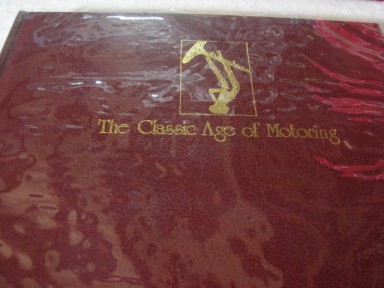 The Classic Age of Motoring